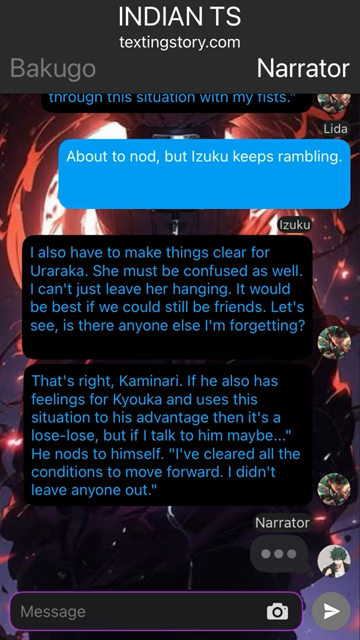 INDIAN TS
textingstory.com
Bakugo
Narrator
through this situation with my fists."
Lida
About to nod, but Izuku keeps rambling.
Izuku
I also have to make things clear for
Uraraka. She must be confused as well.
I can't just leave her hanging. It would
be best if we could still be friends. Let's
see, is there anyone else I'm forgetting?
That's right, Kaminari. If he also has
feelings for Kyouka and uses this
situation to his advantage then it's a
lose-lose, but if I talk to him maybe..."
He nods to himself. "I've cleared all the
conditions to move forward. I didn't
leave anyone out."
Narrator
Message